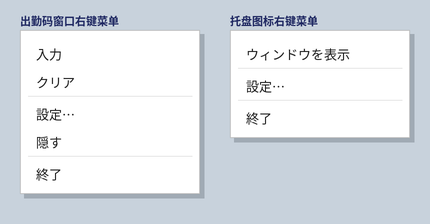 出勤码窗口右键菜单
入力
クリア
設定…
隠す
終了
托盘图标右键菜单
ウィンドウを表示
設定…
終了